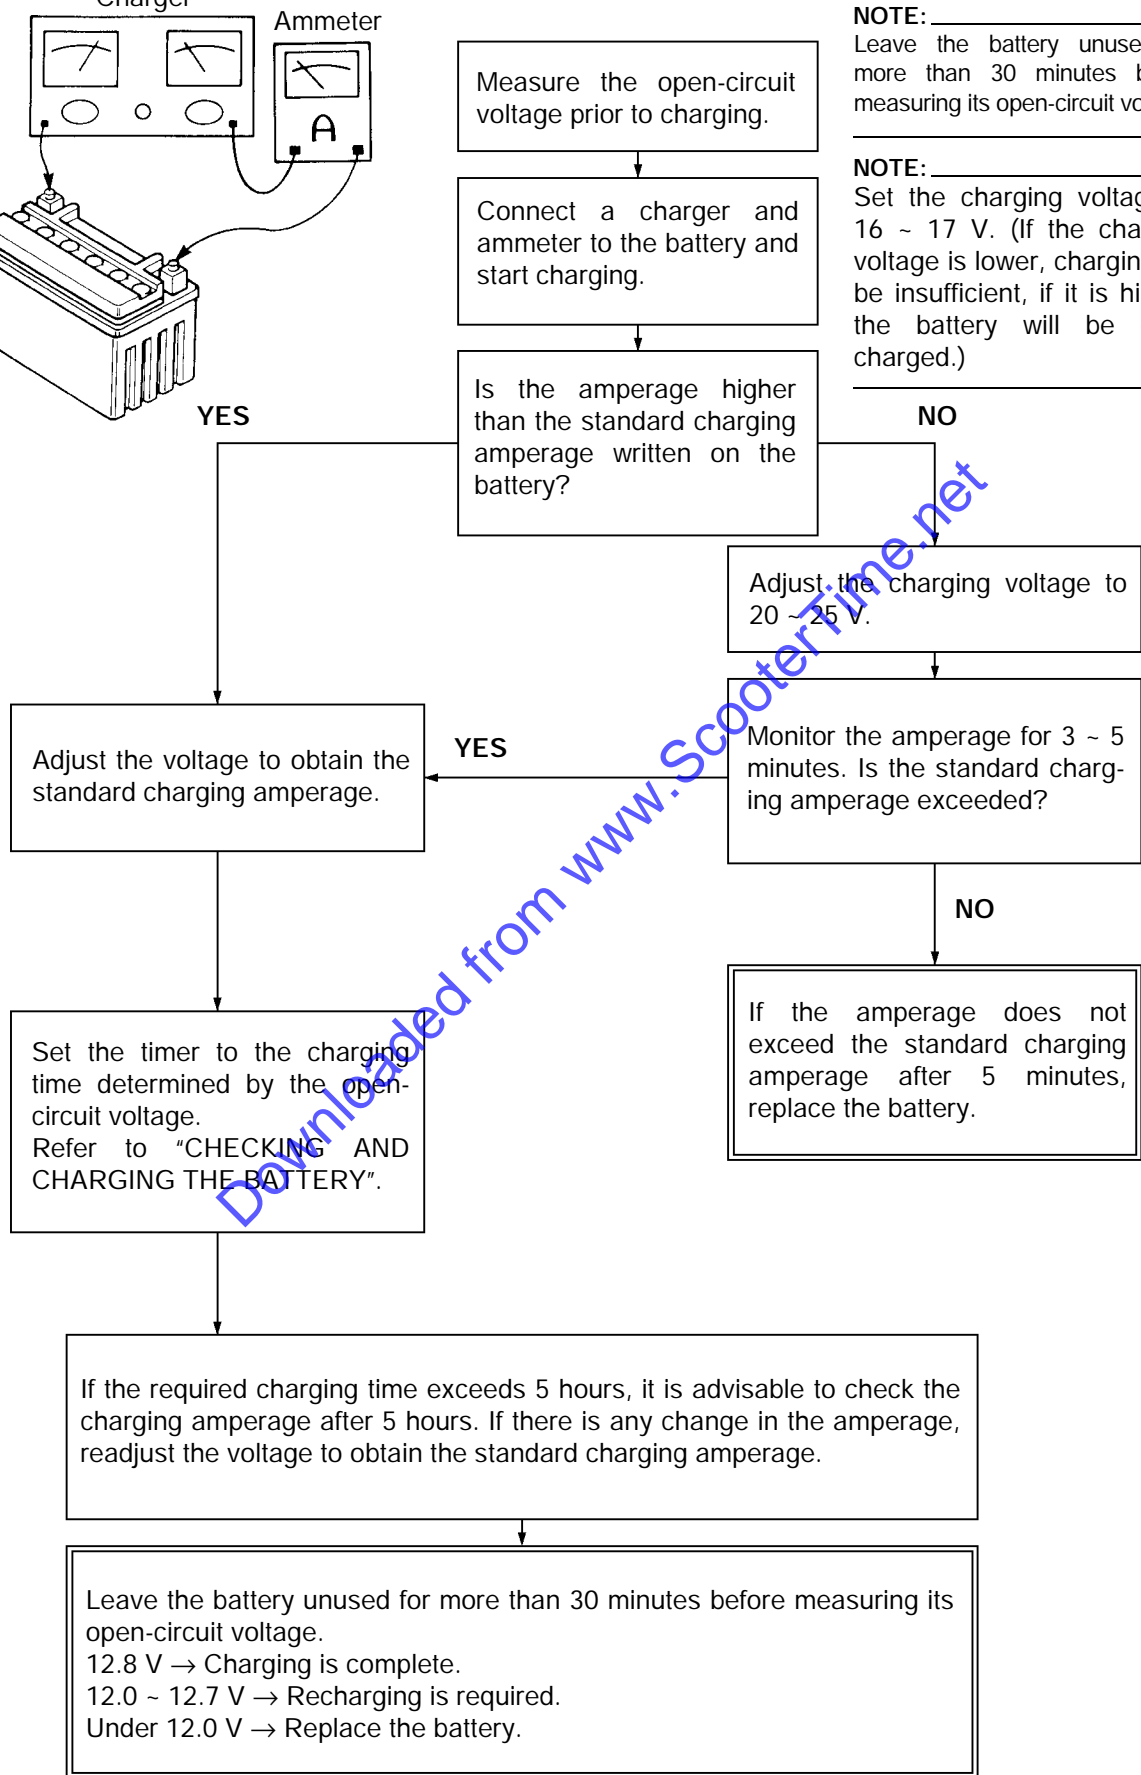 Charger
Ammeter
A
Measure the open-circuit
voltage prior to charging.
NOTE:
Leave the battery
more than 30 minutes
measuring its open-circuit
Connect a charger and
ammeter to the battery and
start charging.
NOTE:
Set the charging
16 ~ 17 V. (If the
voltage is lower,
be insufficient, if it is
the battery will be
charged.)
Is the amperage higher
than the standard charging
amperage written on the
battery?
YES
NO
Adjust the charging voltage to
20 ~ 25 V.
Monitor the amperage for 3 ~ 5
minutes. Is the standard charg-
ing amperage exceeded?
YES
Adjust the voltage to obtain the
standard charging amperage.
NO
If the amperage does not
exceed the standard charging
amperage after 5 minutes,
replace the battery.
Set the timer to the charging
time determined by the open-
circuit voltage.
Refer to "CHECKING AND
CHARGING THE BATTERY".
If the required charging time exceeds 5 hours, it is advisable to check the
charging amperage after 5 hours. If there is any change in the amperage,
readjust the voltage to obtain the standard charging amperage.
Leave the battery unused for more than 30 minutes before measuring its
open-circuit voltage.
12.8 V → Charging is complete.
12.0 ~ 12.7 V → Recharging is required.
Under 12.0 V → Replace the battery.
Downloaded from www.ScooterTime.net